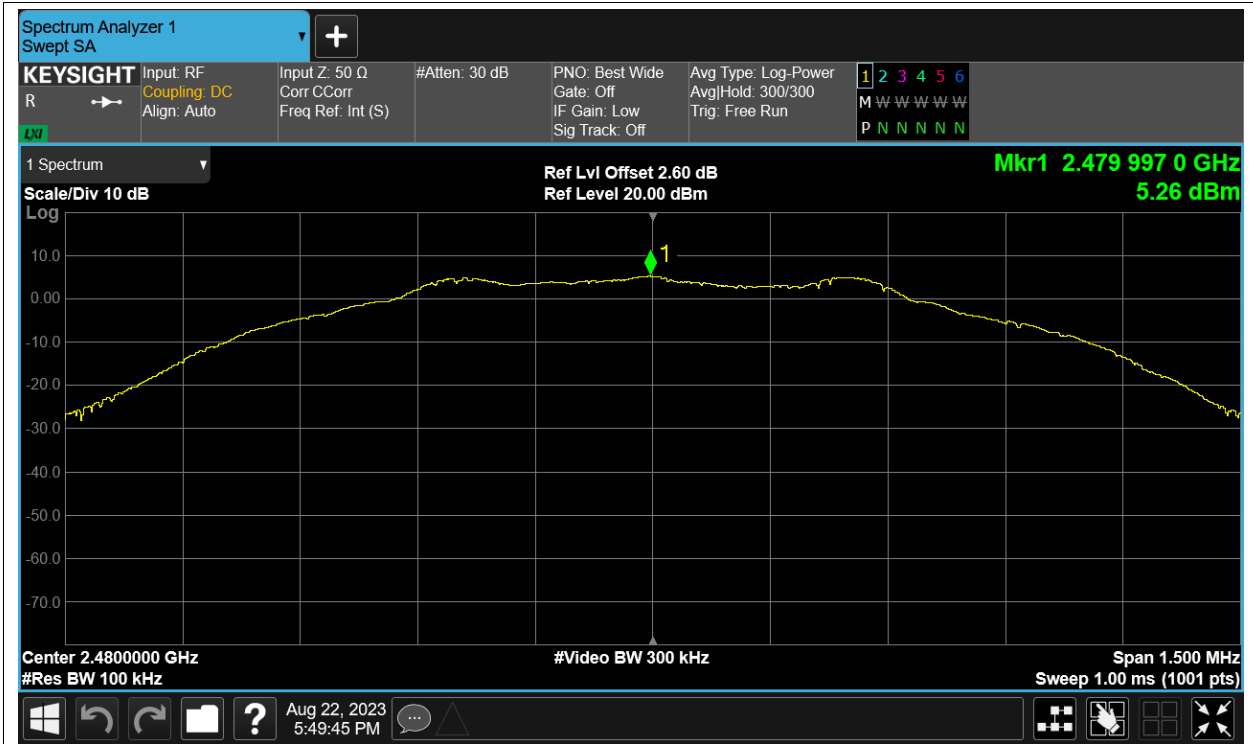 Spectrum Analyzer 1
Swept SA
+
KEYSIGHT
R
LXI
Input: RF
Coupling: DC
Align: Auto
Input Z: 50 Ω
Corr CCorr
Freq Ref: Int (S)
#Atten: 30 dB
PNO: Best Wide
Gate: Off
IF Gain: Low
Sig Track: Off
Avg Type: Log-Power
Avg|Hold: 300/300
Trig: Free Run
1 2 3 4 5 6
M W W W W W
P N N N N N
1 Spectrum
Scale/Div 10 dB
Log
Ref Lvl Offset 2.60 dB
Ref Level 20.00 dBm
Mkr1 2.479 997 0 GHz
5.26 dBm
1
10.0
0.00
-10.0
-20.0
-30.0
-40.0
-50.0
-60.0
-70.0
Center 2.4800000 GHz
#Video BW 300 kHz
Span 1.500 MHz
#Res BW 100 kHz
Sweep 1.00 ms (1001 pts)
?
Aug 22, 2023
5:49:45 PM